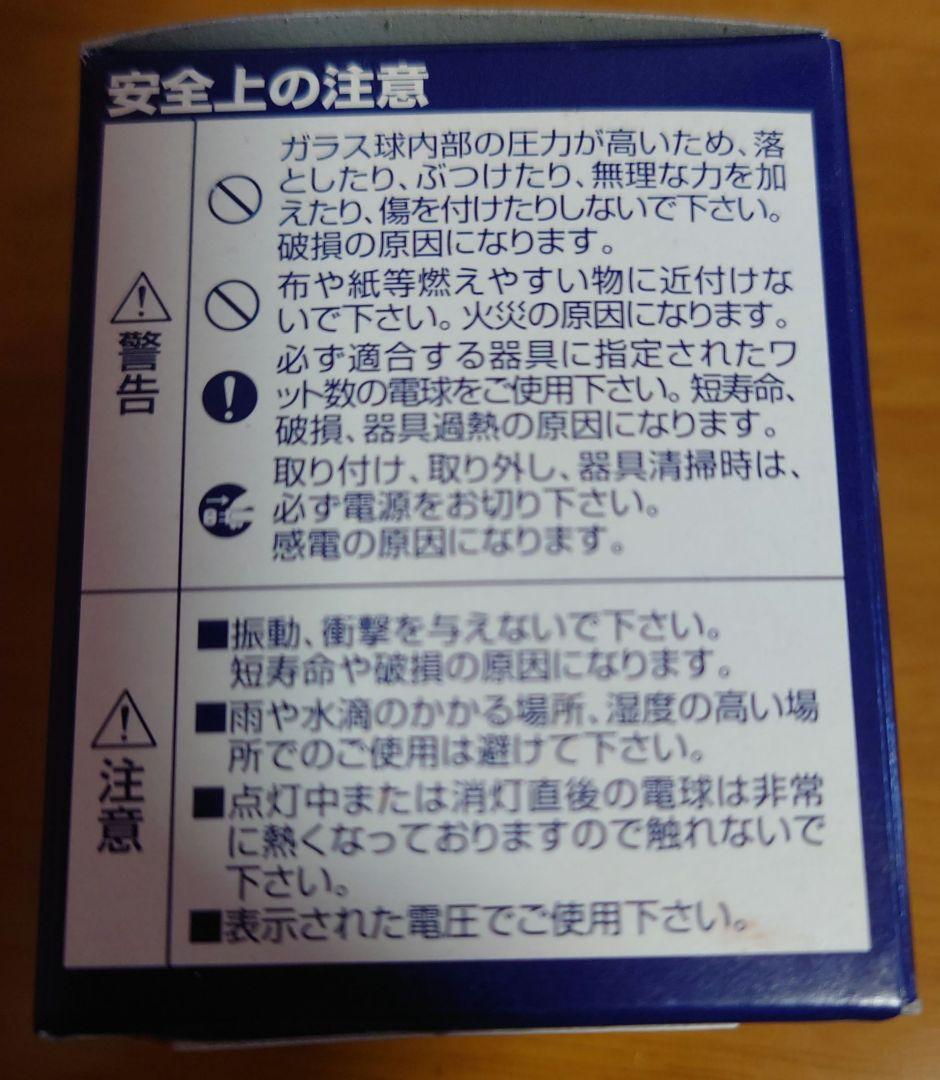 安全上の注意
警告
ガラス球内部の圧力が高いため、落
としたり、ぶつけたり、無理な力を加
えたり、傷を付けたりしないで下さい。
破損の原因になります。
布や紙等燃えやすい物に近付けな
いで下さい。火災の原因になります。
必ず適合する器具に指定されたワ
ット数の電球をご使用下さい。短寿命、
破損、器具過熱の原因になります。
取り付け、取り外し、器具清掃時は、
必ず電源をお切り下さい。
感電の原因になります。
注意
■振動、衝撃を与えないで下さい。
短寿命や破損の原因になります。
■雨や水滴のかかる場所、湿度の高い場
所でのご使用は避けて下さい。
■点灯中または消灯直後の電球は非常
に熱くなっておりますので触れないで
下さい。
■表示された電圧でご使用下さい。